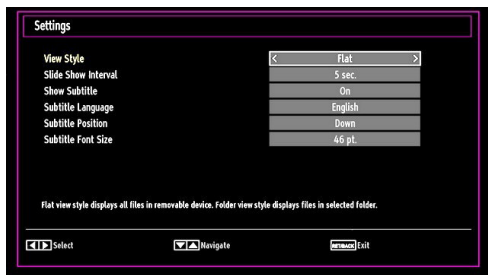 Settings
View Style < Flat >
Slide Show Interval 5 sec.
Show Subtitle On
Subtitle Language English
Subtitle Position Down
Subtitle Font Size 46 pt.
Flat view style displays all files in removable device. Folder view style displays files in selected folder.
Select Navigate RET/BACK Exit